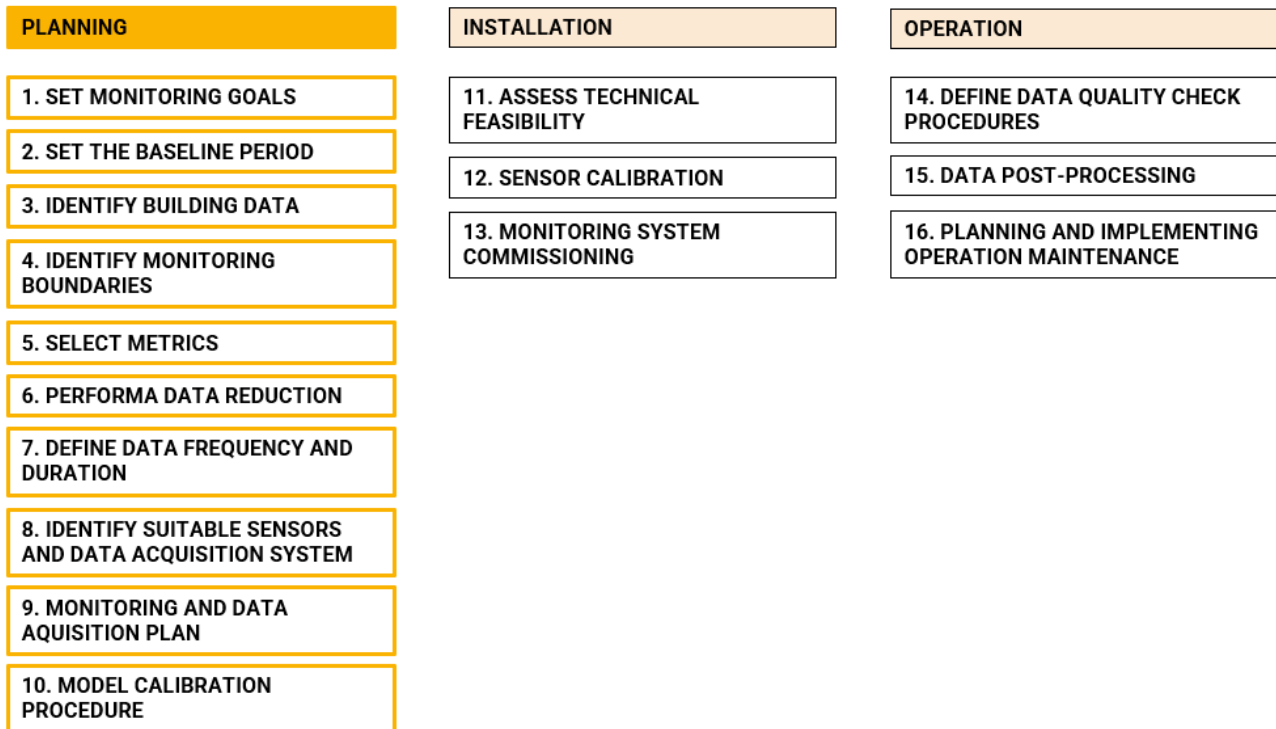 PLANNING
1. SET MONITORING GOALS
2. SET THE BASELINE PERIOD
3. IDENTIFY BUILDING DATA
4. IDENTIFY MONITORING
BOUNDARIES
5. SELECT METRICS
6. PERFORMA DATA REDUCTION
7. DEFINE DATA FREQUENCY AND
DURATION
8. IDENTIFY SUITABLE SENSORS
AND DATA ACQUISITION SYSTEM
9. MONITORING AND DATA
AQUISITION PLAN
10. MODEL CALIBRATION
PROCEDURE
INSTALLATION
11. ASSESS TECHNICAL
FEASIBILITY
12. SENSOR CALIBRATION
13. MONITORING SYSTEM
COMMISSIONING
OPERATION
14. DEFINE DATA QUALITY CHECK
PROCEDURES
15. DATA POST-PROCESSING
16. PLANNING AND IMPLEMENTING
OPERATION MAINTENANCE